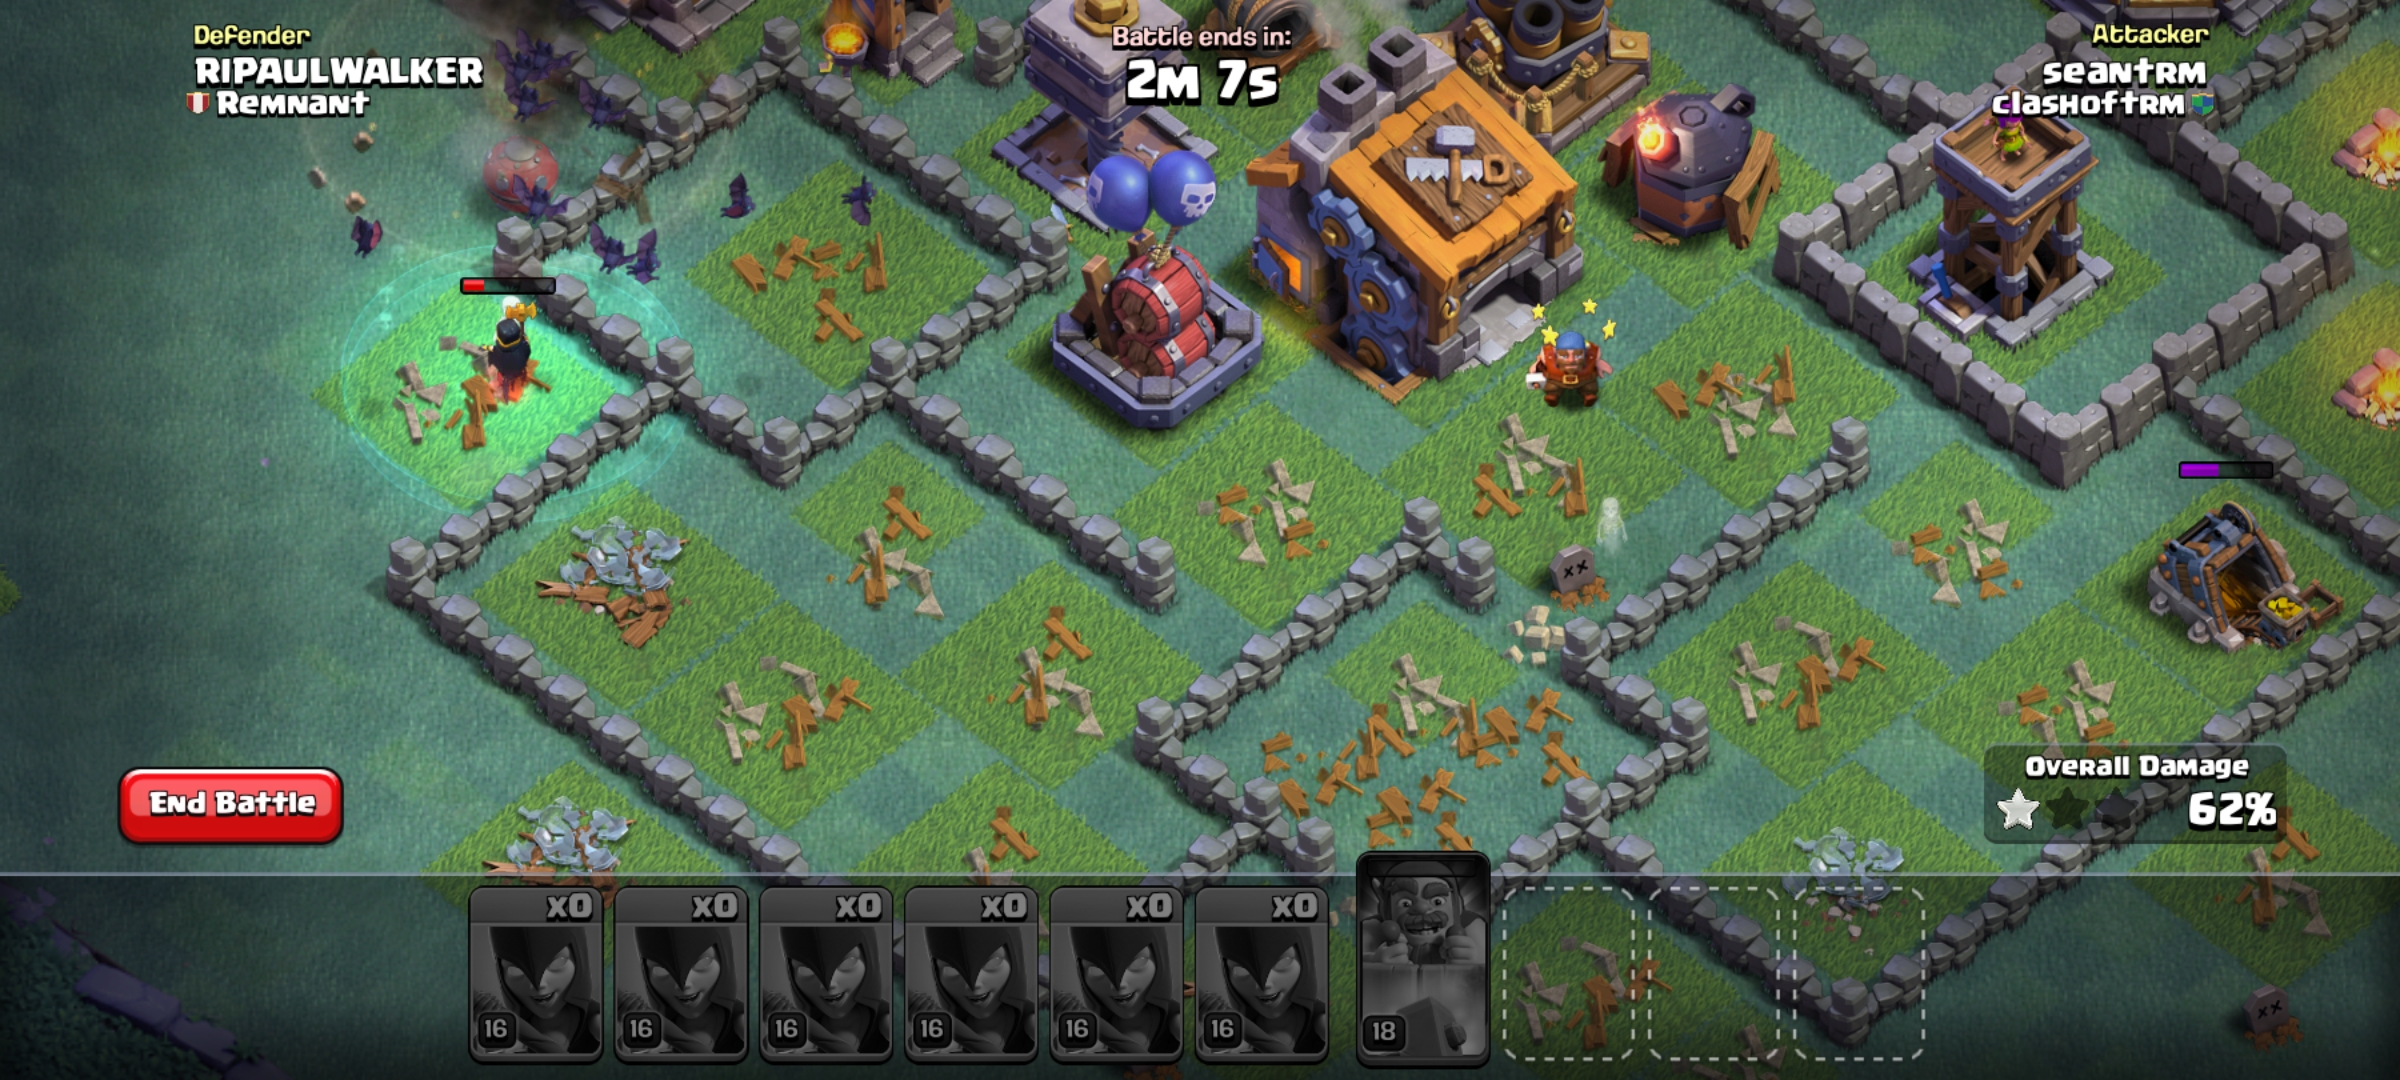 Defender
RIPAULWALKER
Remnant
Battle ends in:
2M 7s
Attacker
seantrm
clashoftrm
End Battle
Overall Damage
62%
x0
x0
x0
x0
x0
x0
16
16
16
16
16
16
18